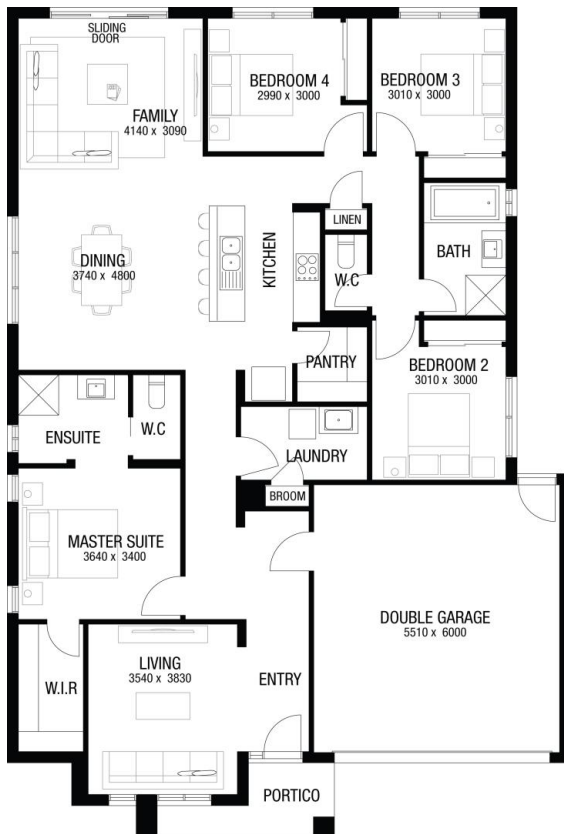 SLIDING
DOOR
FAMILY
4140 x 3090
BEDROOM 4
2990 x 3000
BEDROOM 3
3010 x 3000
LINEN
DINING
3740 x 4800
KITCHEN
W.C
BATH
PANTRY
BEDROOM 2
3010 x 3000
ENSUITE
W.C
LAUNDRY
BROOM
MASTER SUITE
3640 x 3400
DOUBLE GARAGE
5510 x 6000
W.I.R
LIVING
3540 x 3830
ENTRY
PORTICO